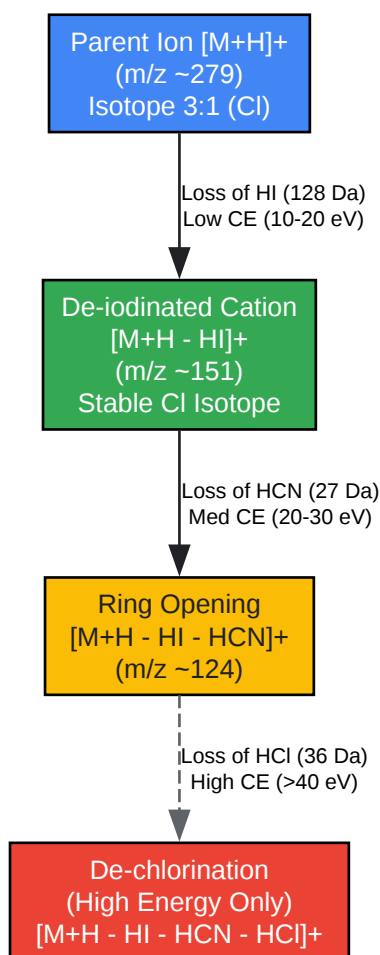 Parent Ion [M+H]+
(m/z ~279)
Isotope 3:1 (Cl)
Loss of HI (128 Da)
Low CE (10-20 eV)
De-iodinated Cation
[M+H - HI]+
(m/z ~151)
Stable Cl Isotope
Loss of HCN (27 Da)
Med CE (20-30 eV)
Ring Opening
[M+H - HI - HCN]+
(m/z ~124)
Loss of HCl (36 Da)
High CE (>40 eV)
De-chlorination
(High Energy Only)
[M+H - HI - HCN - HCl]+